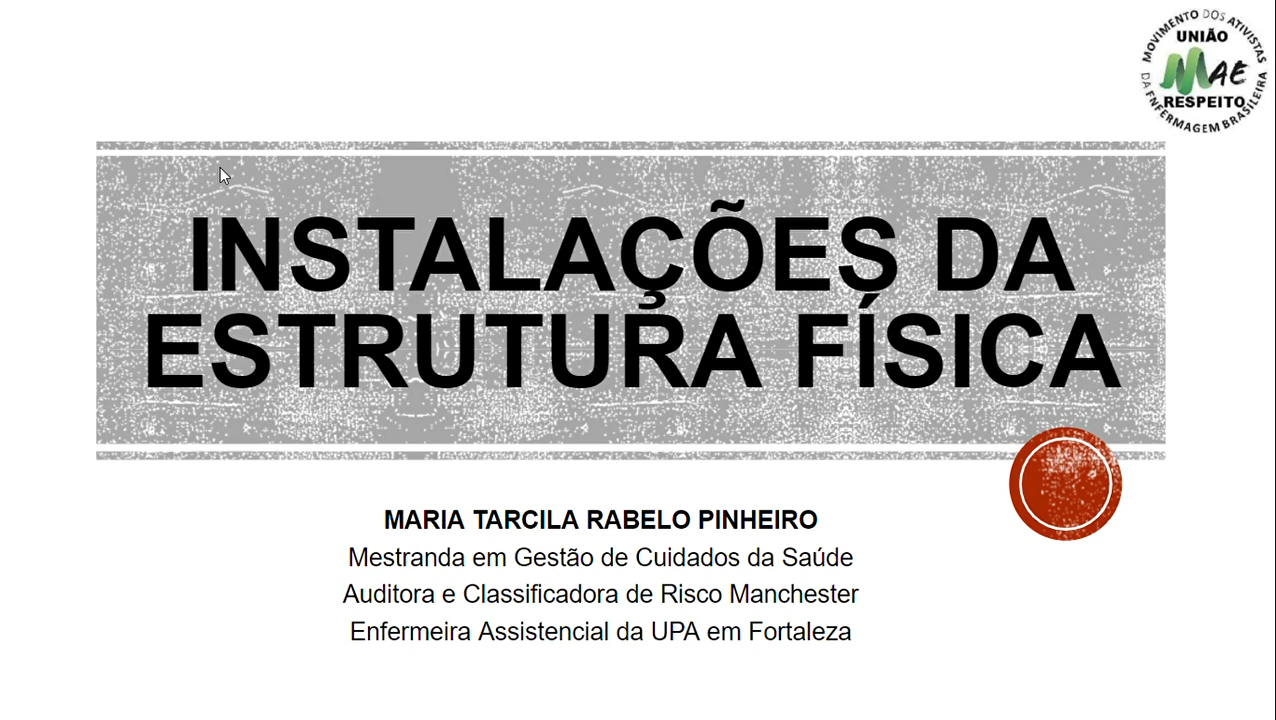 MOVIMENTO DOS ATIVISTAS
UNIÃO
MAE
RESPEITO
DA ENFERMAGEM BRASILEIRA
INSTALAÇÕES DA
ESTRUTURA FÍSICA
MARIA TARCILA RABELO PINHEIRO
Mestranda em Gestão de Cuidados da Saúde
Auditora e Classificadora de Risco Manchester
Enfermeira Assistencial da UPA em Fortaleza